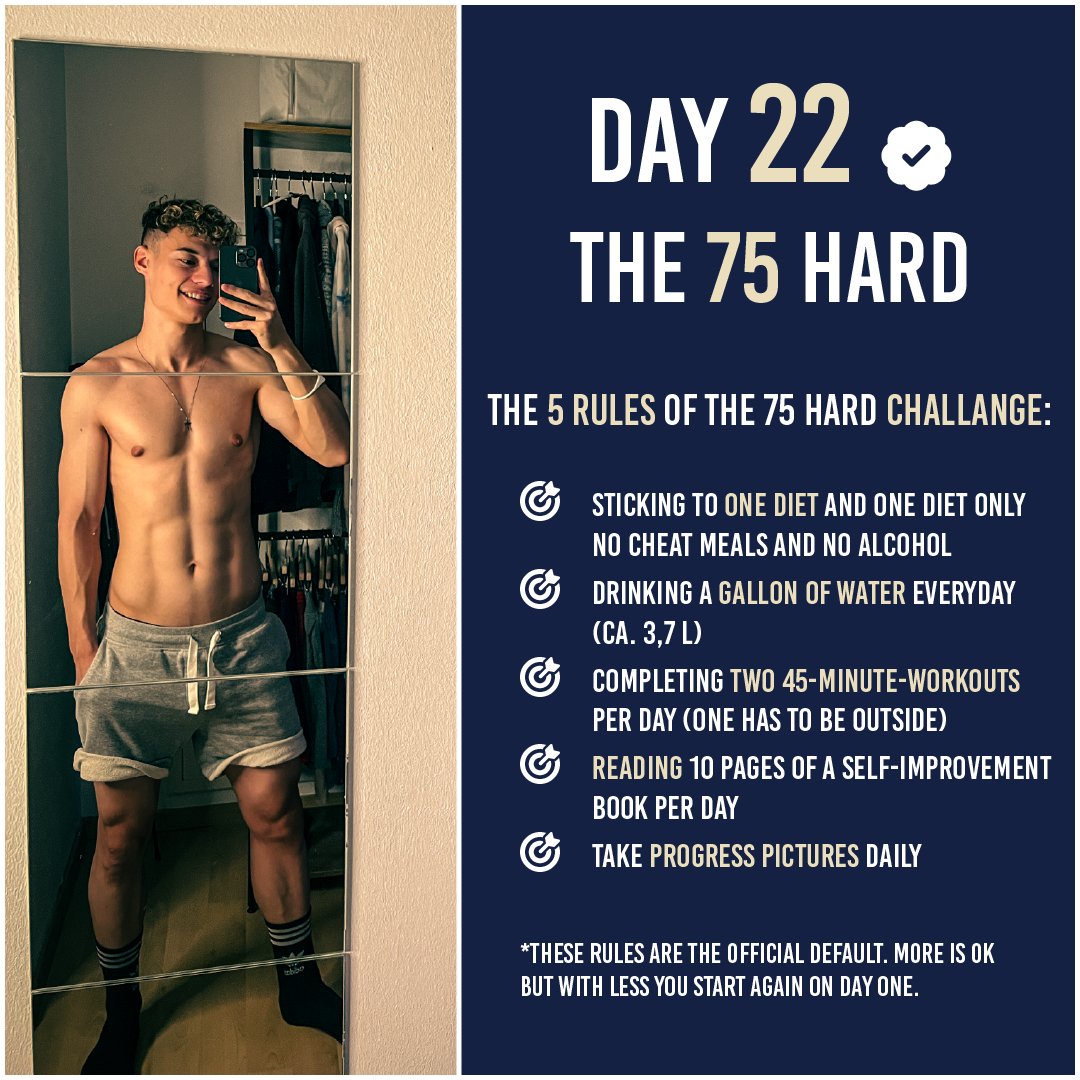 DAY 22
THE 75 HARD
THE 5 RULES OF THE 75 HARD CHALLANGE:
STICKING TO ONE DIET AND ONE DIET ONLY
NO CHEAT MEALS AND NO ALCOHOL
DRINKING A GALLON OF WATER EVERYDAY
(CA. 3,7 L)
COMPLETING TWO 45-MINUTE-WORKOUTS
PER DAY (ONE HAS TO BE OUTSIDE)
READING 10 PAGES OF A SELF-IMPROVEMENT
BOOK PER DAY
TAKE PROGRESS PICTURES DAILY
*THESE RULES ARE THE OFFICIAL DEFAULT. MORE IS OK
BUT WITH LESS YOU START AGAIN ON DAY ONE.